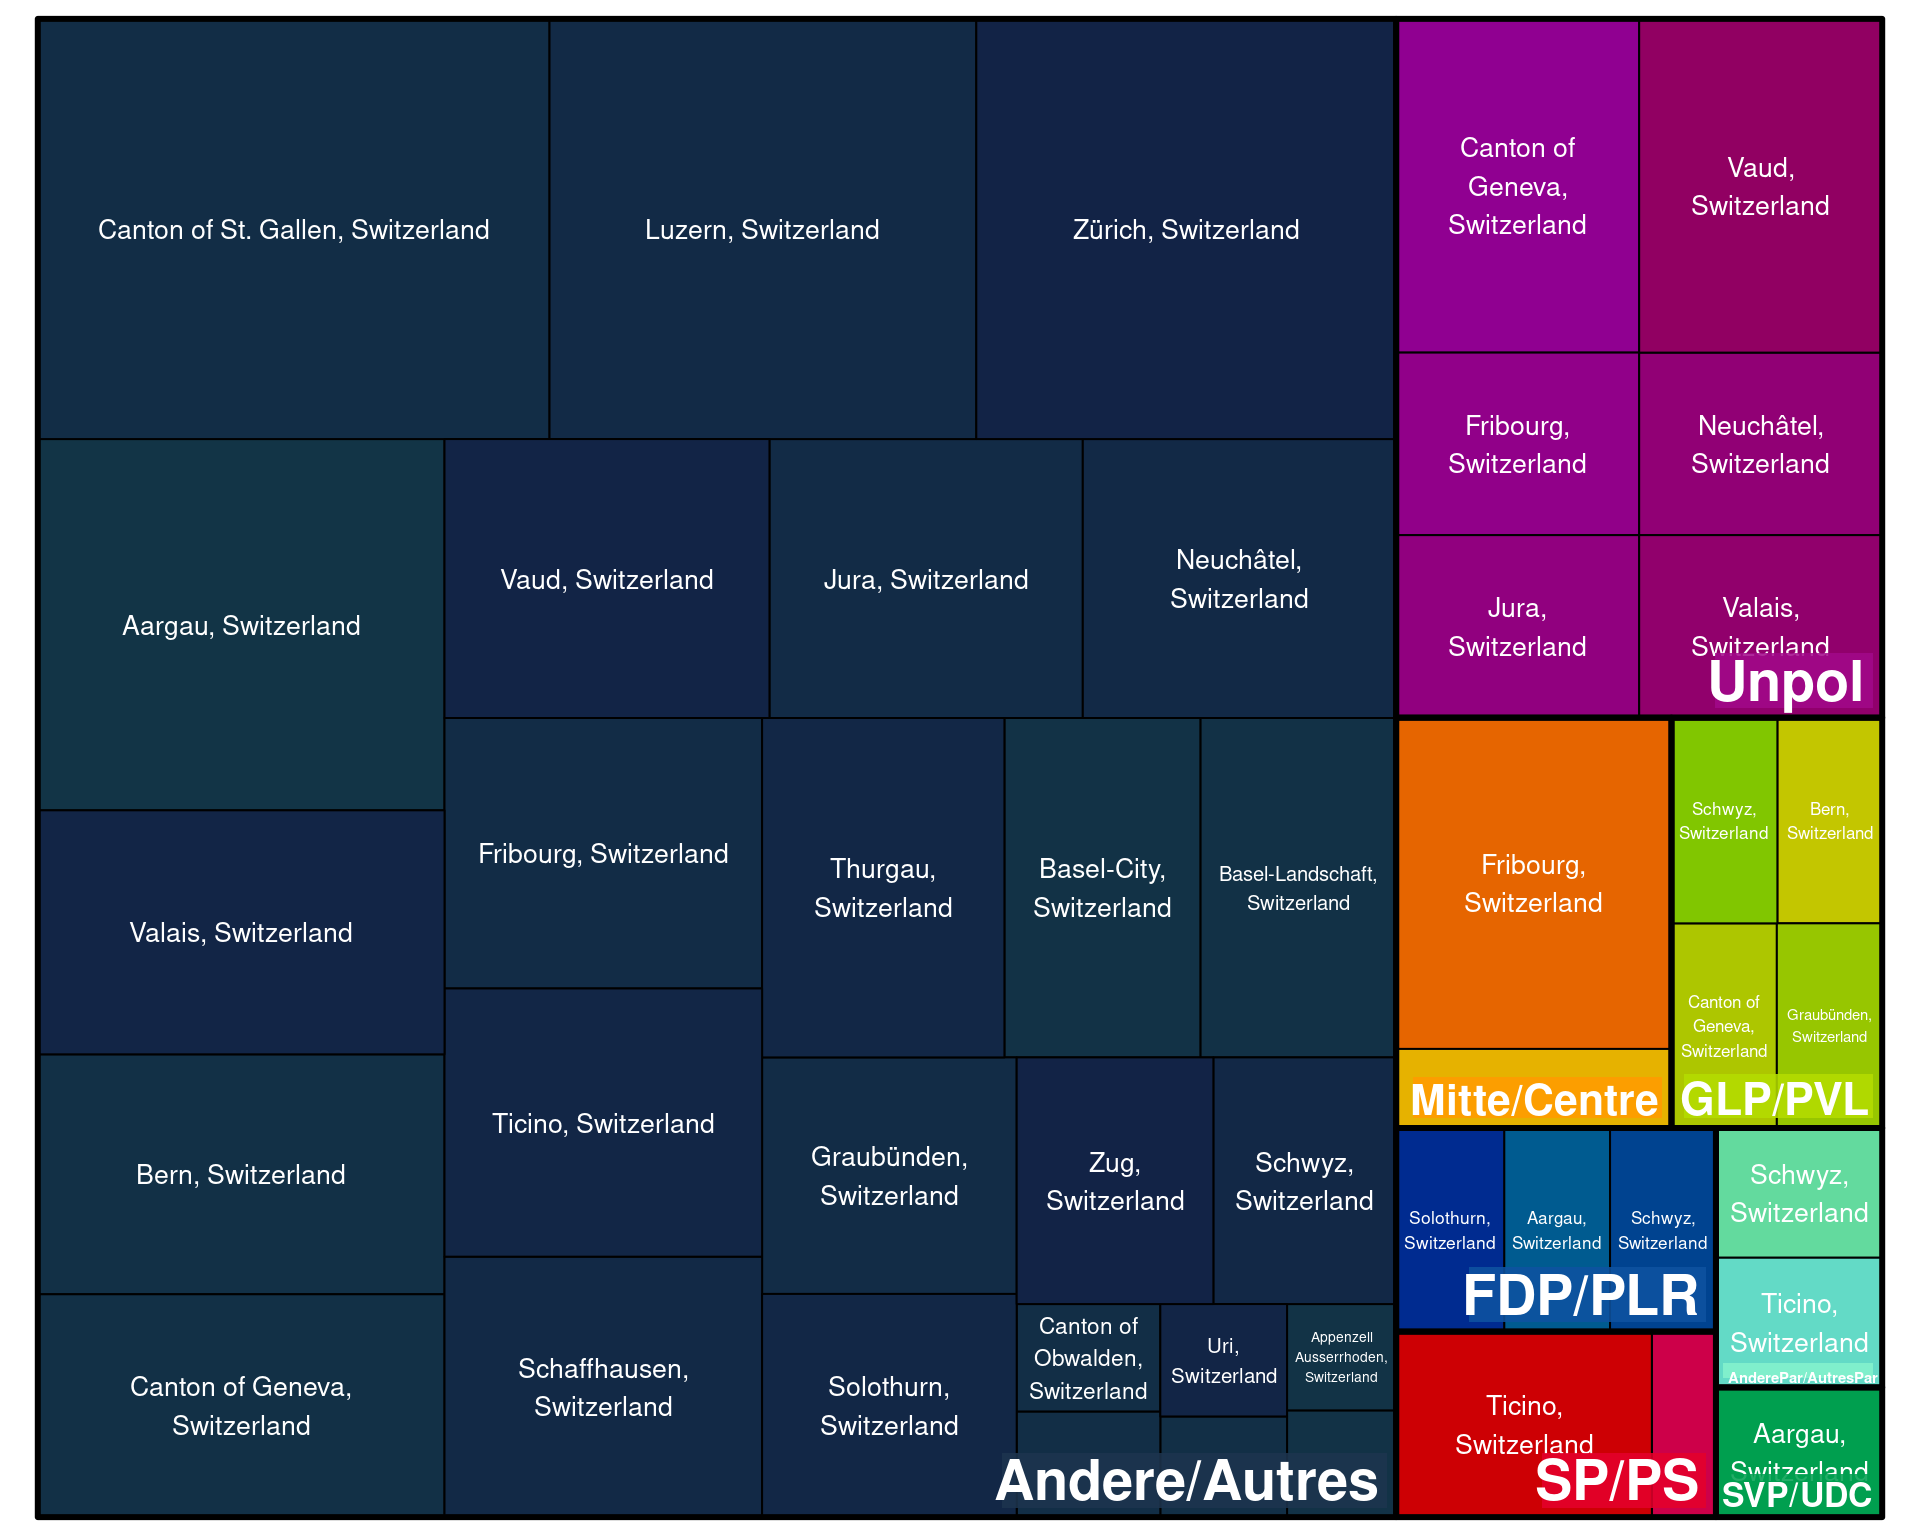 Canton of St. Gallen, Switzerland
Luzern, Switzerland
Zürich, Switzerland
Aargau, Switzerland
Vaud, Switzerland
Jura, Switzerland
Neuchâtel,
Switzerland
Valais, Switzerland
Fribourg, Switzerland
Thurgau,
Switzerland
Basel-City,
Switzerland
Basel-Landschaft,
Switzerland
Bern, Switzerland
Ticino, Switzerland
Graubünden,
Switzerland
Zug,
Switzerland
Schwyz,
Switzerland
Canton of Geneva,
Switzerland
Schaffhausen,
Switzerland
Solothurn,
Switzerland
Canton of
Obwalden,
Switzerland
Uri,
Switzerland
Appenzell
Ausserrhoden,
Switzerland
Andere/Autres
Canton of
Geneva,
Switzerland
Vaud,
Switzerland
Fribourg,
Switzerland
Neuchâtel,
Switzerland
Jura,
Switzerland
Valais,
Switzerland
Unpol
Fribourg,
Switzerland
Mitte/Centre
Schwyz,
Switzerland
Bern,
Switzerland
Canton of
Geneva,
Switzerland
Graubünden,
Switzerland
GLP/PVL
Solothurn,
Switzerland
Aargau,
Switzerland
Schwyz,
Switzerland
FDP/PLR
Schwyz,
Switzerland
Ticino,
Switzerland
AnderePar/AutresPar
Ticino,
Switzerland
SP/PS
Aargau,
Switzerland
SVP/UDC